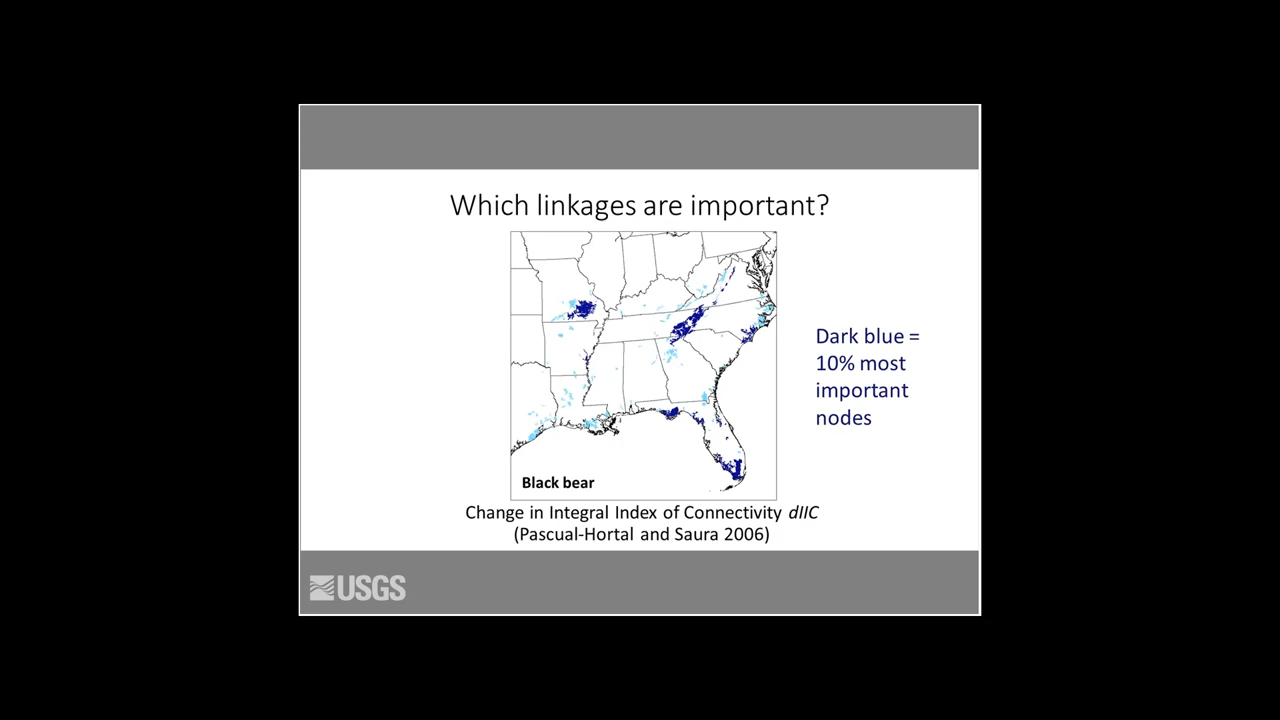 Which linkages are important?
Dark blue =
10% most
important
nodes
Black bear
Change in Integral Index of Connectivity dIIC
(Pascual-Hortal and Saura 2006)
USGS